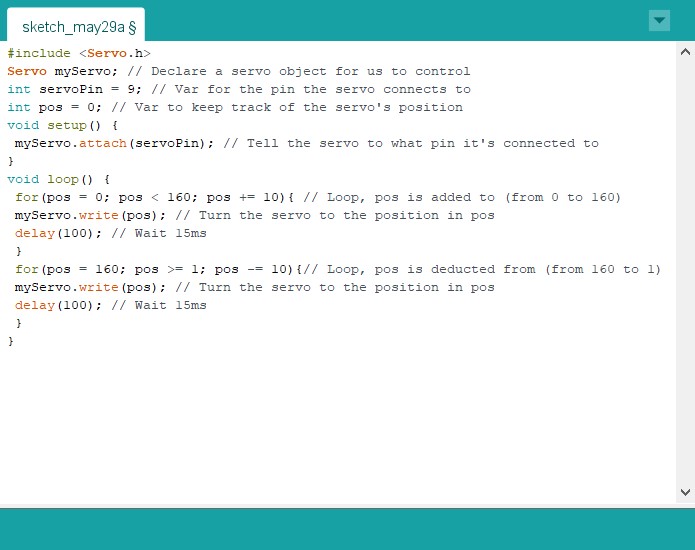 sketch_may29a §
#include <Servo.h>
Servo myServo; // Declare a servo object for us to control
int servoPin = 9; // Var for the pin the servo connects to
int pos = 0; // Var to keep track of the servo's position
void setup() {
myServo.attach(servoPin); // Tell the servo to what pin it's connected to
}
void loop() {
for(pos = 0; pos < 160; pos += 10){ // Loop, pos is added to (from 0 to 160)
myServo.write(pos); // Turn the servo to the position in pos
delay(100); // Wait 15ms
}
for(pos = 160; pos >= 1; pos -= 10){// Loop, pos is deducted from (from 160 to 1)
myServo.write(pos); // Turn the servo to the position in pos
delay(100); // Wait 15ms
}
}